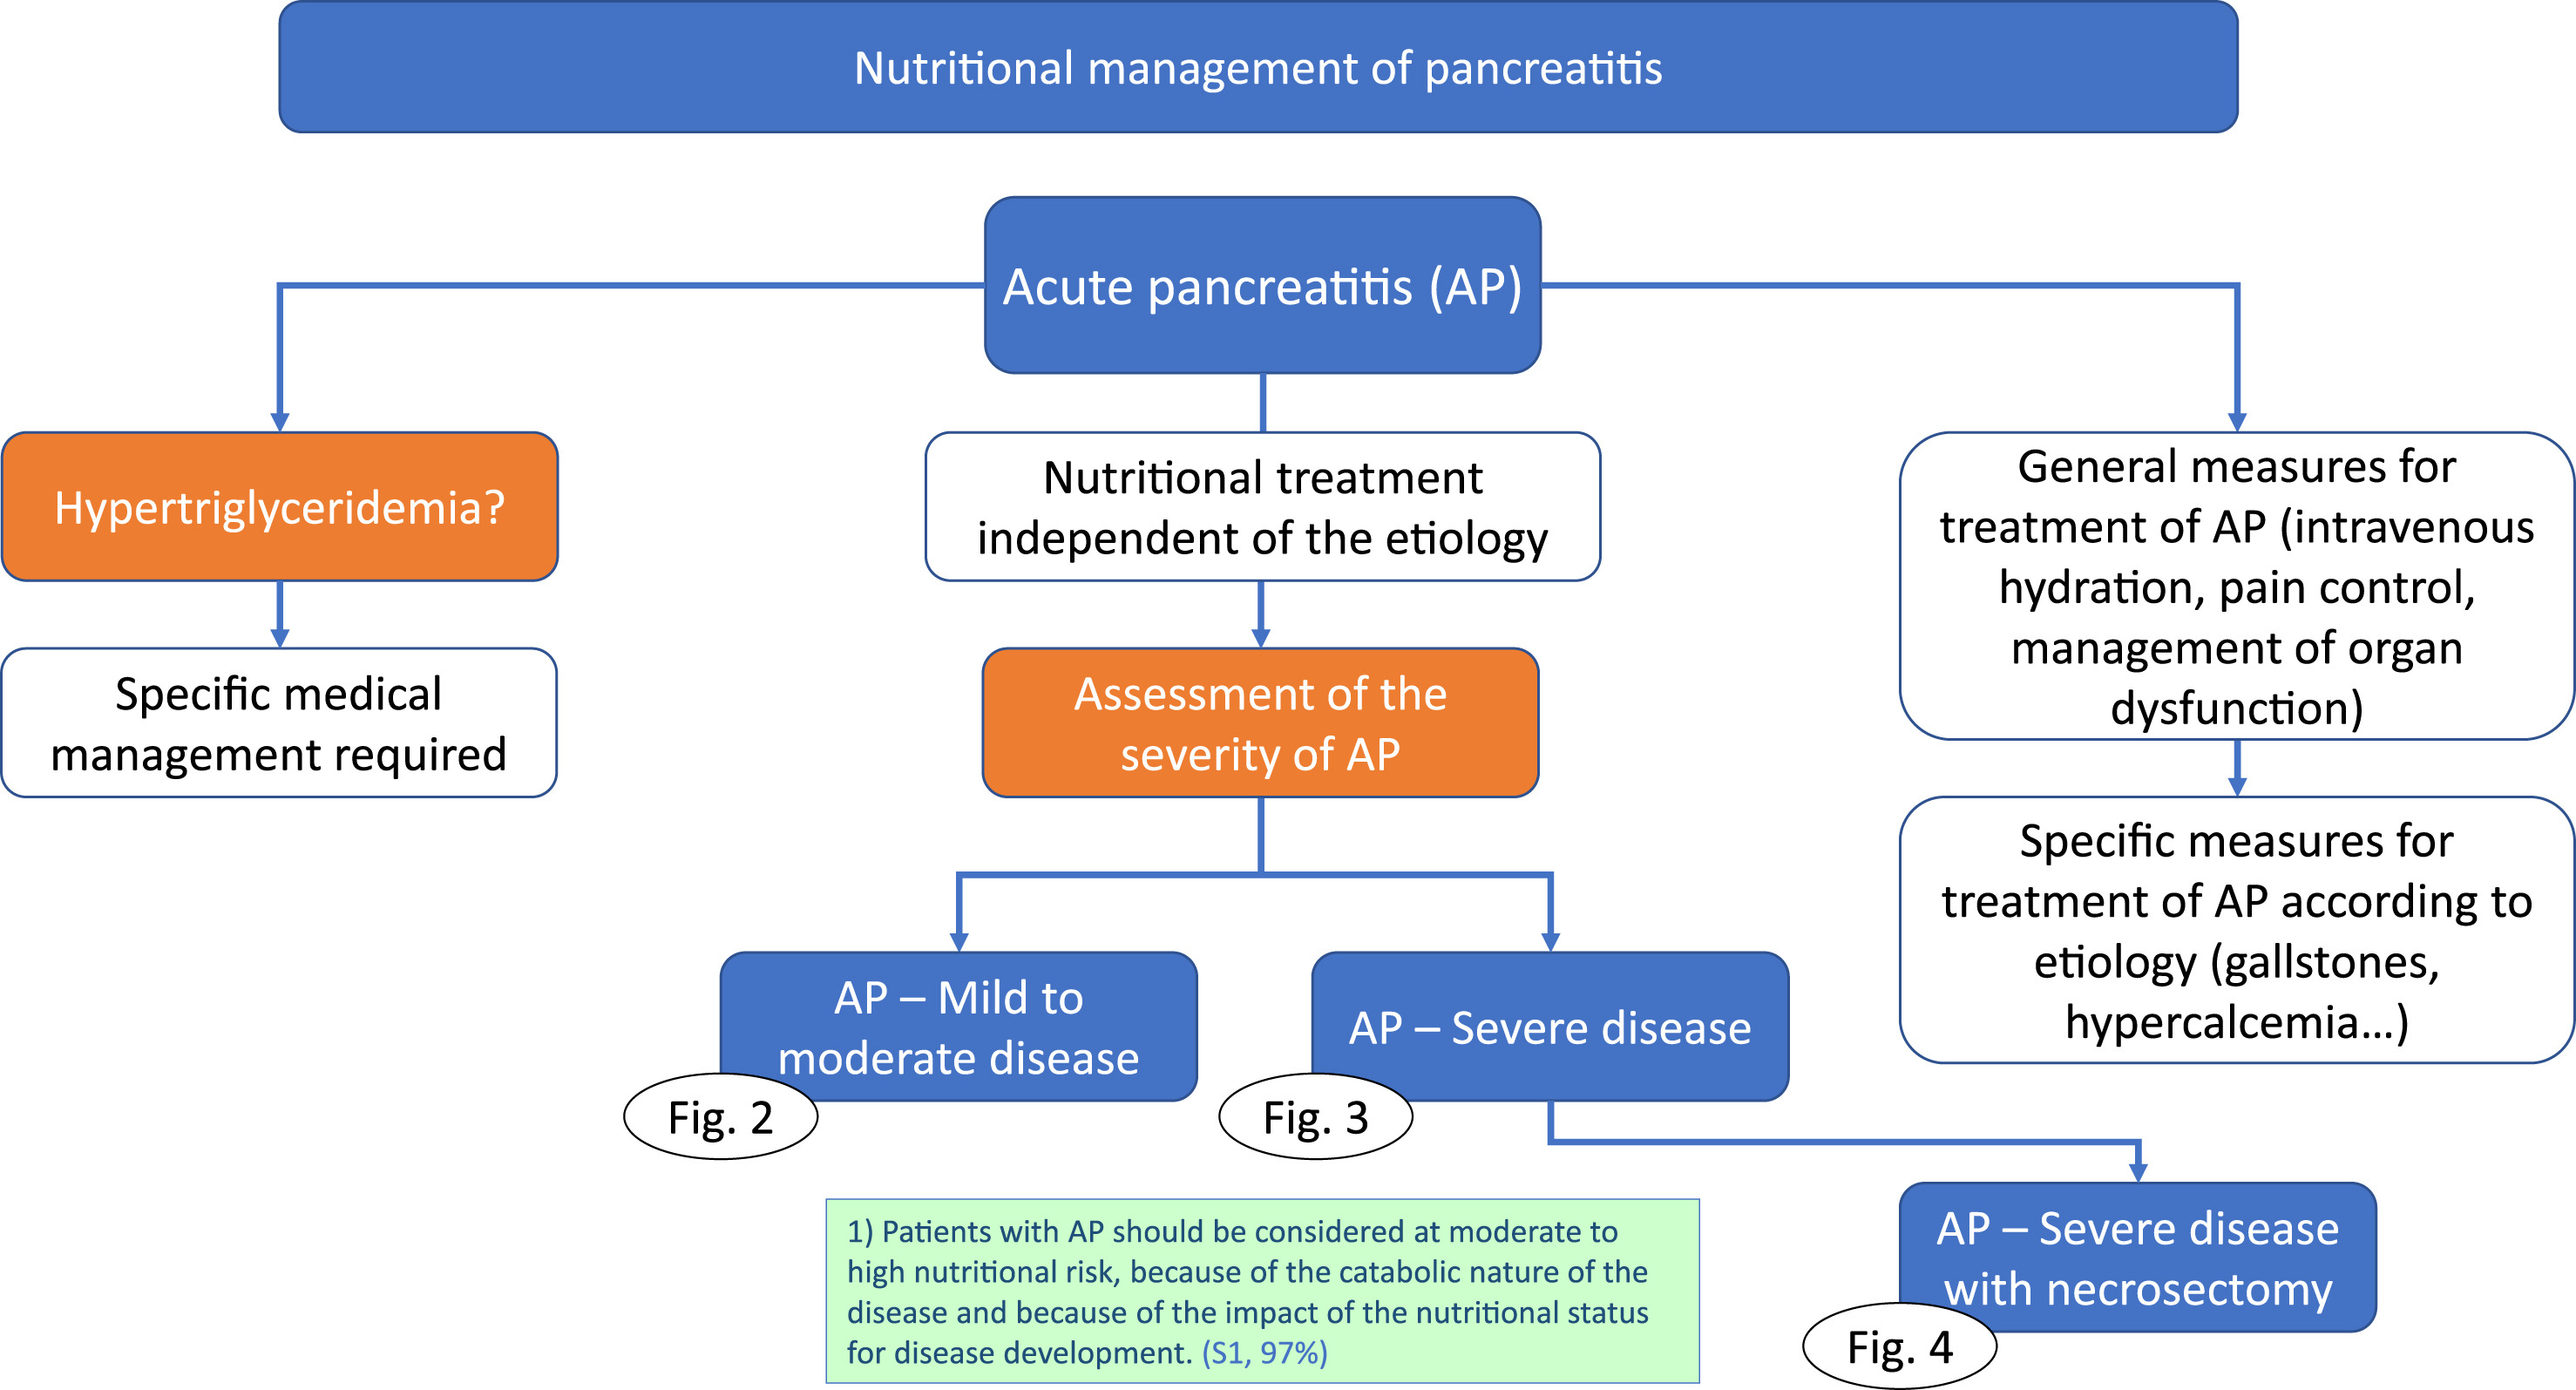 Nutritional management of pancreatitis
Acute pancreatitis (AP)
Hypertriglyceridemia?
Specific medical
management required
Nutritional treatment
independent of the etiology
Assessment of the
severity of AP
AP – Mild to
moderate disease
Fig. 2
AP – Severe disease
Fig. 3
General measures for
treatment of AP (intravenous
hydration, pain control,
management of organ
dysfunction)
Specific measures for
treatment of AP according to
etiology (gallstones,
hypercalcemia...)
AP – Severe disease
with necrosectomy
Fig. 4
1) Patients with AP should be considered at moderate to
high nutritional risk, because of the catabolic nature of the
disease and because of the impact of the nutritional status
for disease development. (S1, 97%)